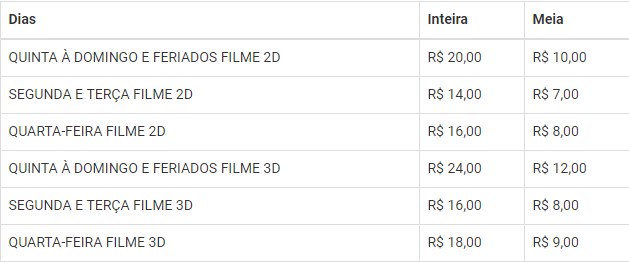 Dias Inteira Meia
QUINTA À DOMINGO E FERIADOS FILME 2D R$ 20,00 R$ 10,00
SEGUNDA E TERÇA FILME 2D R$ 14,00 R$ 7,00
QUARTA-FEIRA FILME 2D R$ 16,00 R$ 8,00
QUINTA À DOMINGO E FERIADOS FILME 3D R$ 24,00 R$ 12,00
SEGUNDA E TERÇA FILME 3D R$ 16,00 R$ 8,00
QUARTA-FEIRA FILME 3D R$ 18,00 R$ 9,00